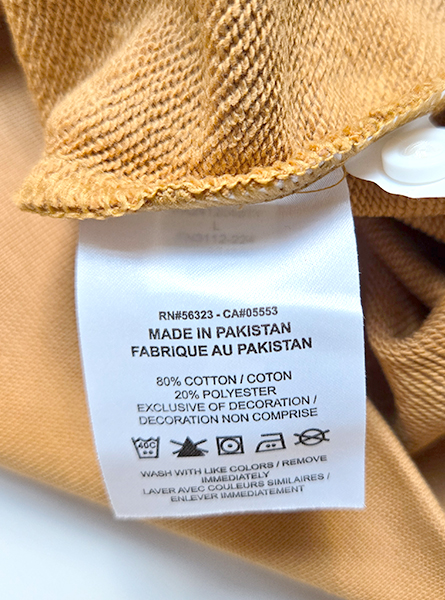 L
RN#56323 - CA#05553
MADE IN PAKISTAN
FABRIQUE AU PAKISTAN
80% COTTON / COTON
20% POLYESTER
EXCLUSIVE OF DECORATION /
DECORATION NON COMPRISE
40C
WASH WITH LIKE COLORS / REMOVE
IMMEDIATELY
LAVER AVEC COULEURS SIMILAIRES /
ENLEVER IMMEDIATEMENT